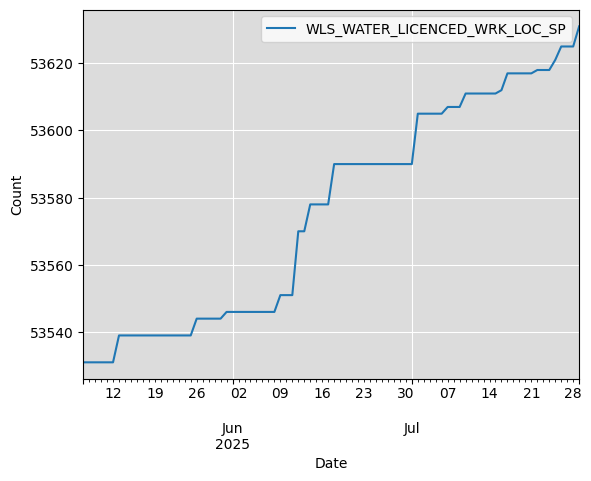 WLS_WATER_LICENCED_WRK_LOC_SP
53620
53600
53580
53560
53540
Count
12 19 26 02 09 16 23 30 07 14 21 28
Jun Jul
2025
Date